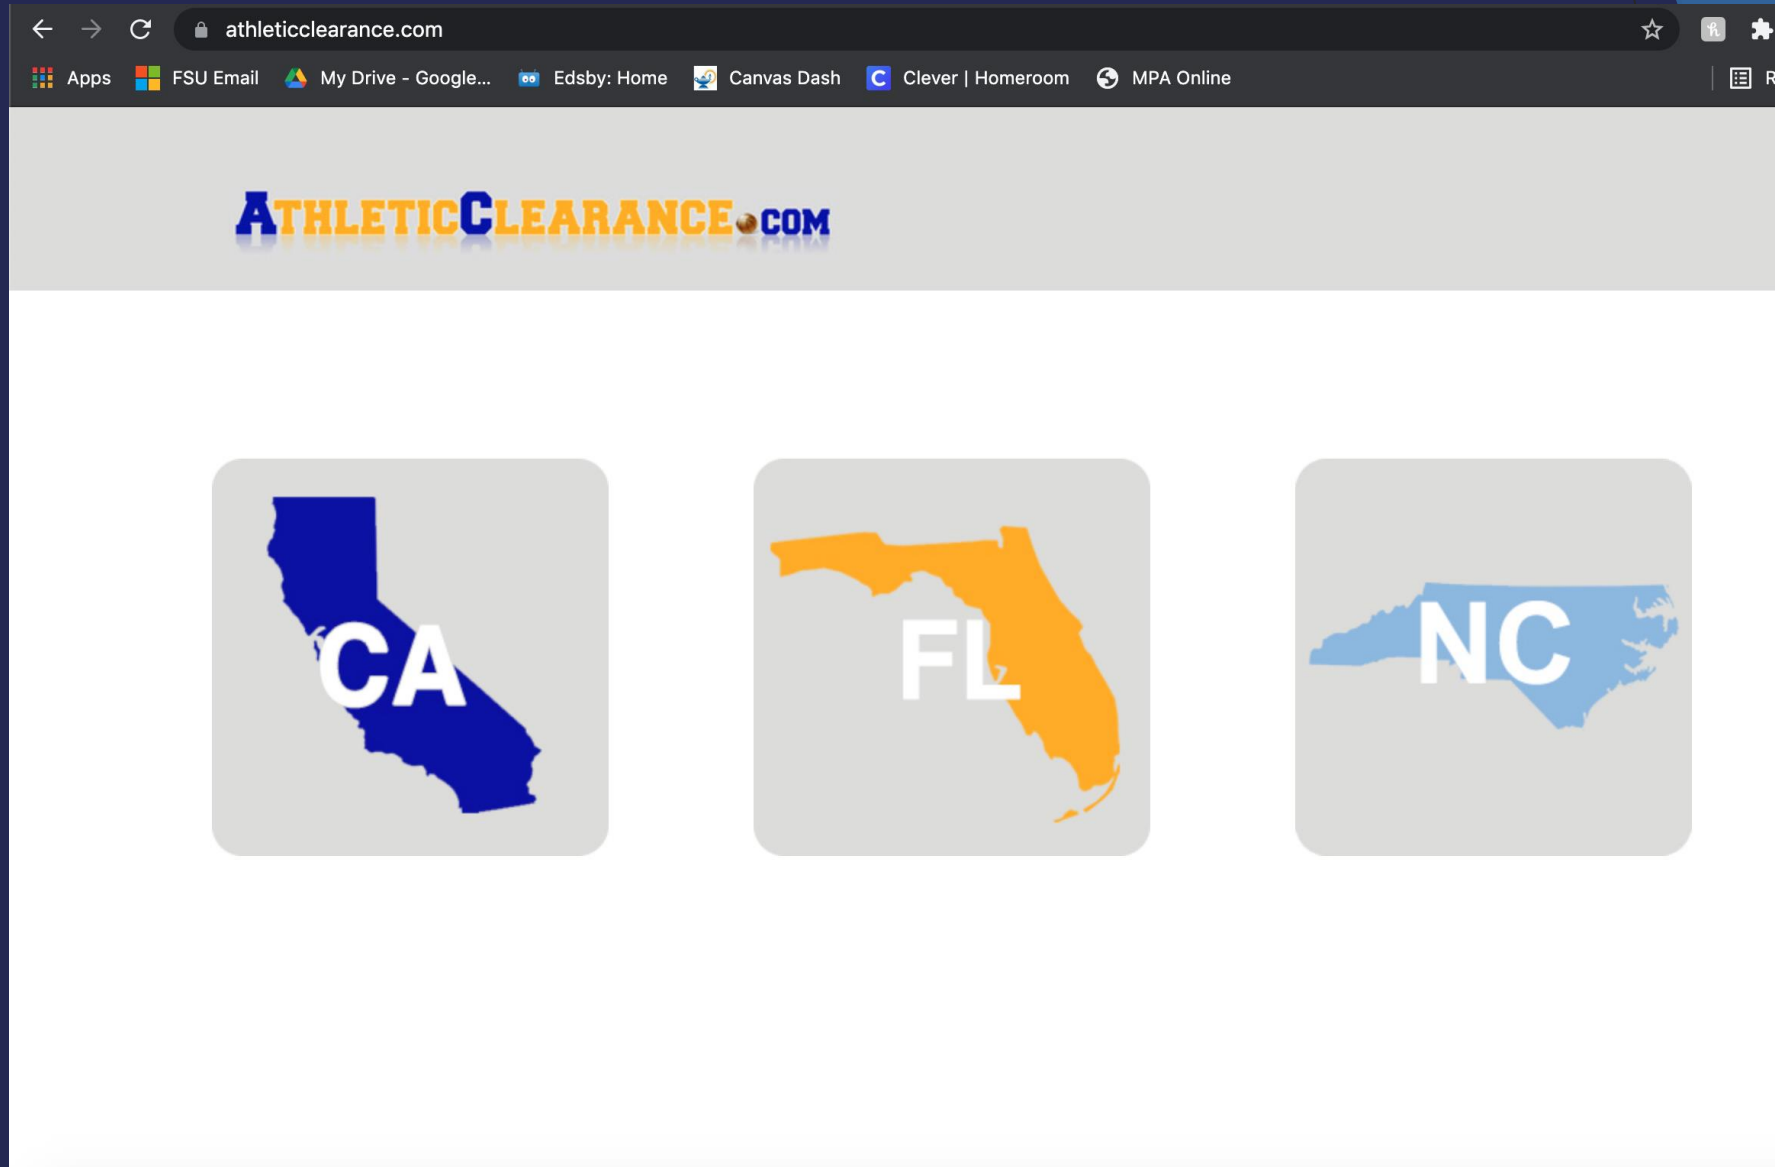 athleticclearance.com
Apps FSU Email My Drive - Google... Edsby: Home Canvas Dash Clever | Homeroom MPA Online R
ATHLETICCLEARANCE.COM
CA FL NC